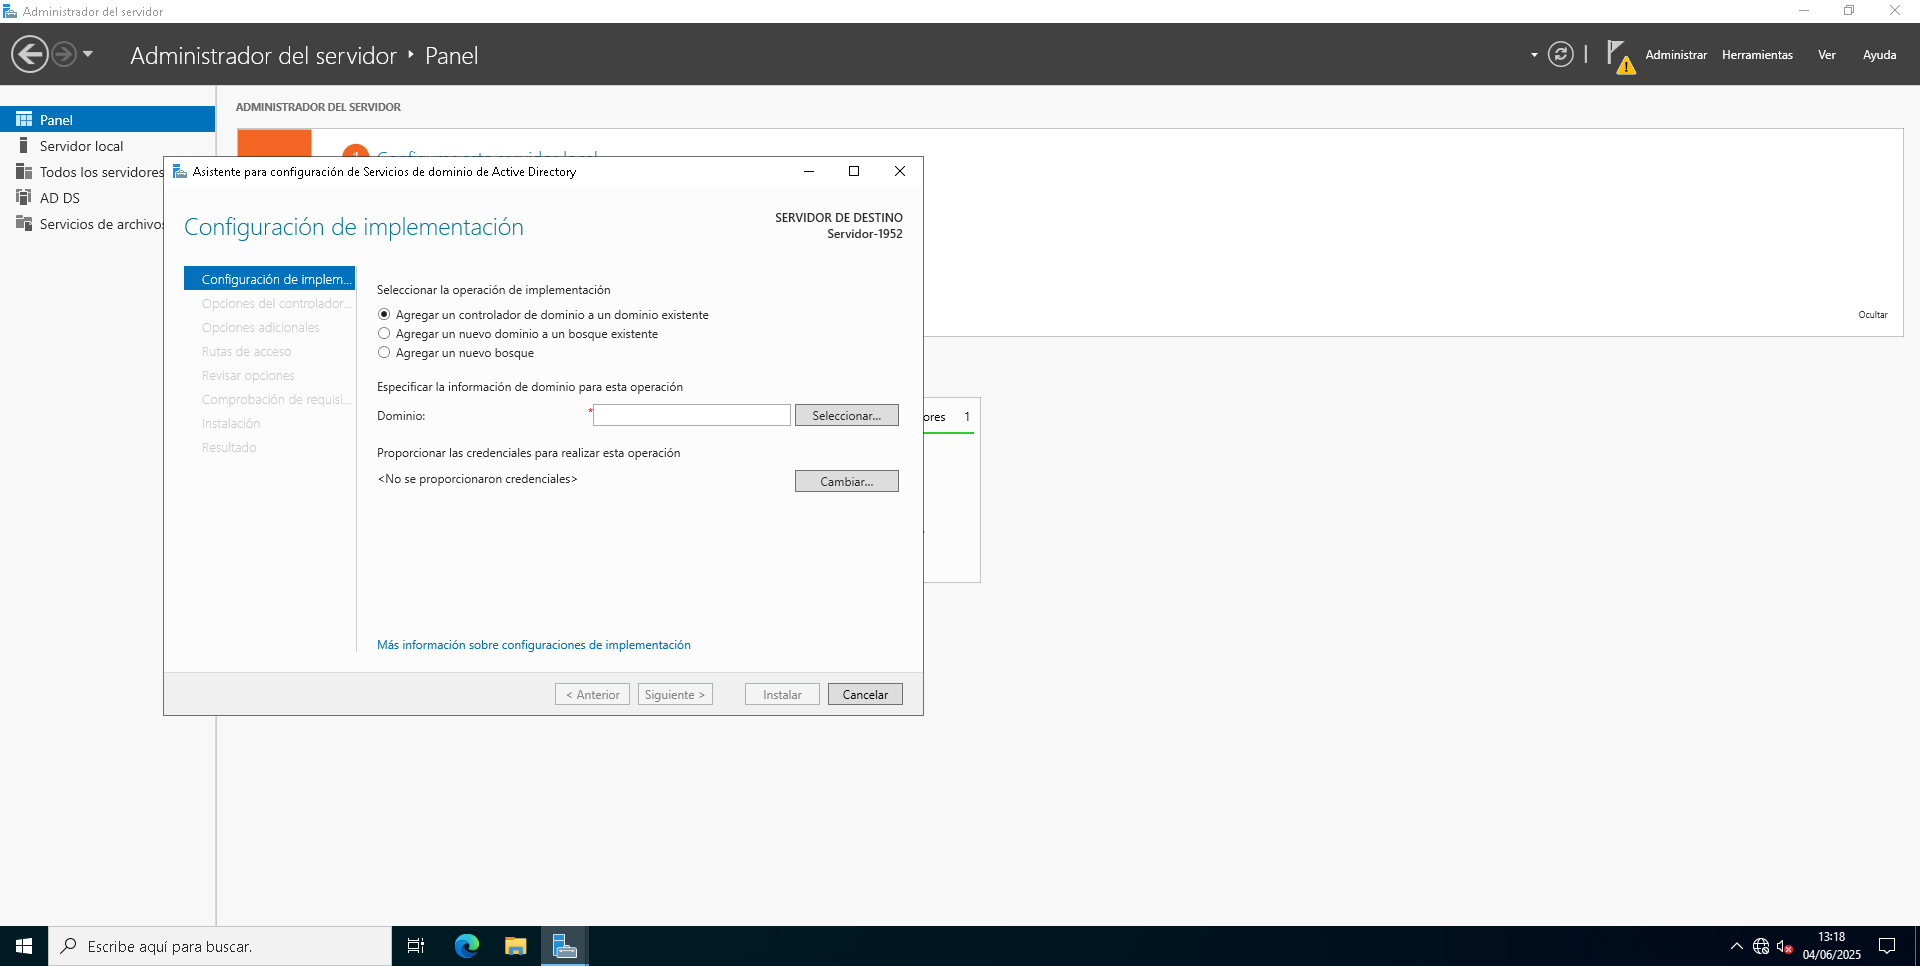 Administrador del servidor
Administrador del servidor ‣ Panel
Administrar Herramientas Ver Ayuda
Panel
Servidor local
Todos los servidores
AD DS
Servicios de archivos
ADMINISTRADOR DEL SERVIDOR
1 Configurar este servidor local
Ocultar
ores 1
Asistente para configuración de Servicios de dominio de Active Directory
Configuración de implementación
SERVIDOR DE DESTINO
Servidor-1952
Configuración de implem...
Opciones del controlador...
Opciones adicionales
Rutas de acceso
Revisar opciones
Comprobación de requisi...
Instalación
Resultado
Seleccionar la operación de implementación
Agregar un controlador de dominio a un dominio existente
Agregar un nuevo dominio a un bosque existente
Agregar un nuevo bosque
Especificar la información de dominio para esta operación
Dominio: * Seleccionar...
Proporcionar las credenciales para realizar esta operación
<No se proporcionaron credenciales> Cambiar...
Más información sobre configuraciones de implementación
< Anterior Siguiente > Instalar Cancelar
Escribe aquí para buscar.
13:18
04/06/2025